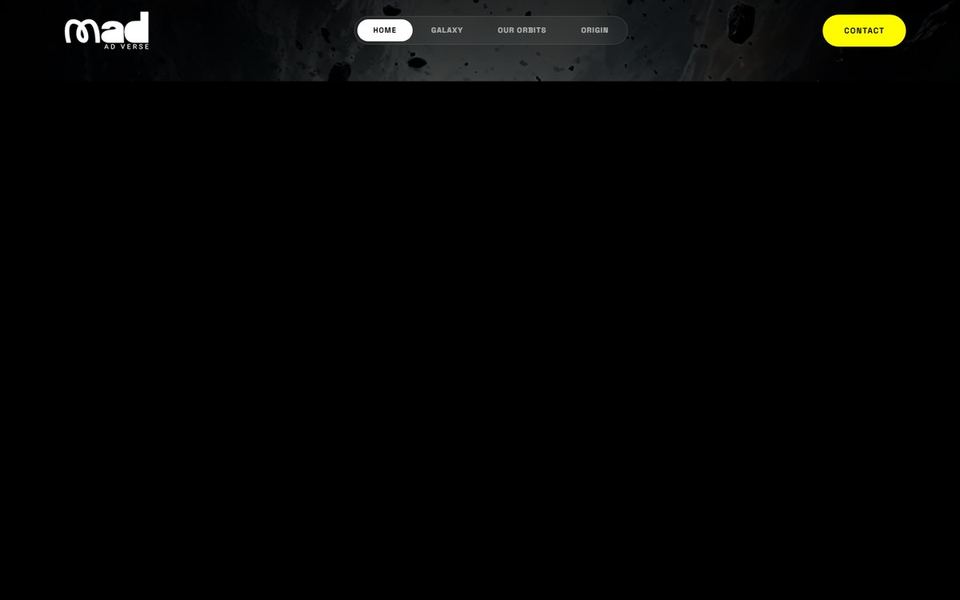 mad
AD VERSE
HOME
GALAXY
OUR ORBITS
ORIGIN
CONTACT